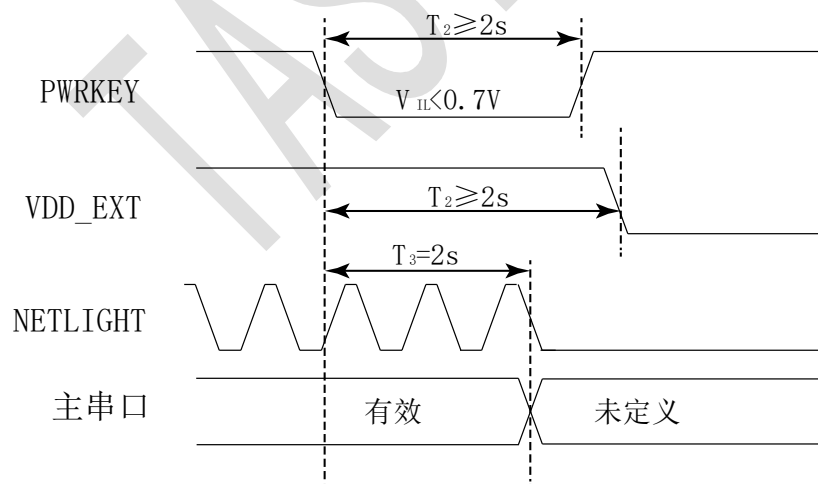 T₂≥2s
PWRKEY
V IL<0.7V
VDD_EXT
T₂≥2s
T₃=2s
NETLIGHT
主串口
有效
未定义